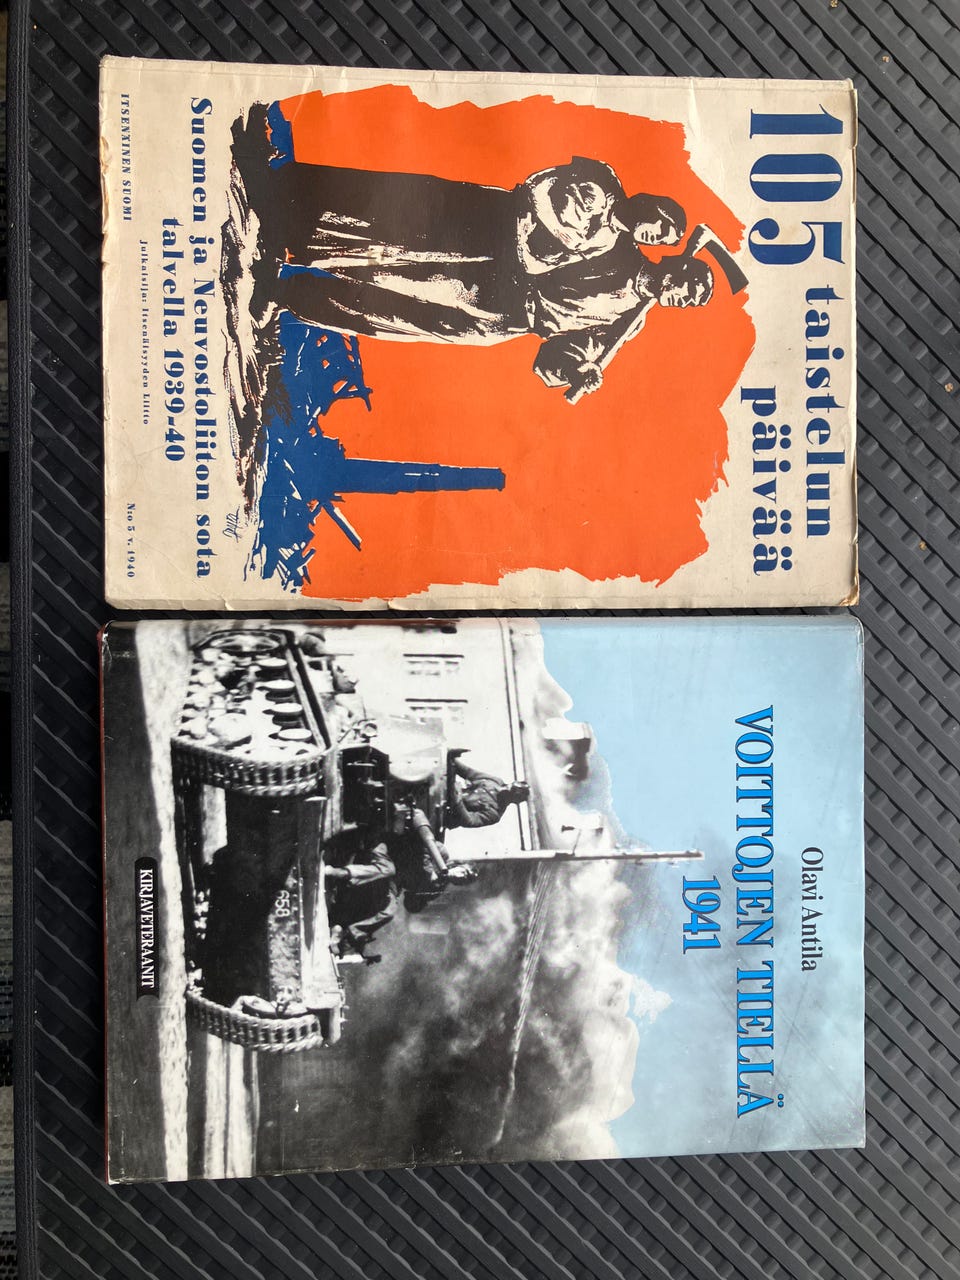 105 taistelun
päivää
Suomen ja Neuvostoliiton sota
talvella 1939-40
Julkaisija: Itsenäisyyden Liitto
ITSENÄINEN SUOMI
N:o 5 v. 1940
Olavi Antila
VOITTOJEN TIELLÄ
1941
KIRJAVETERAANIT